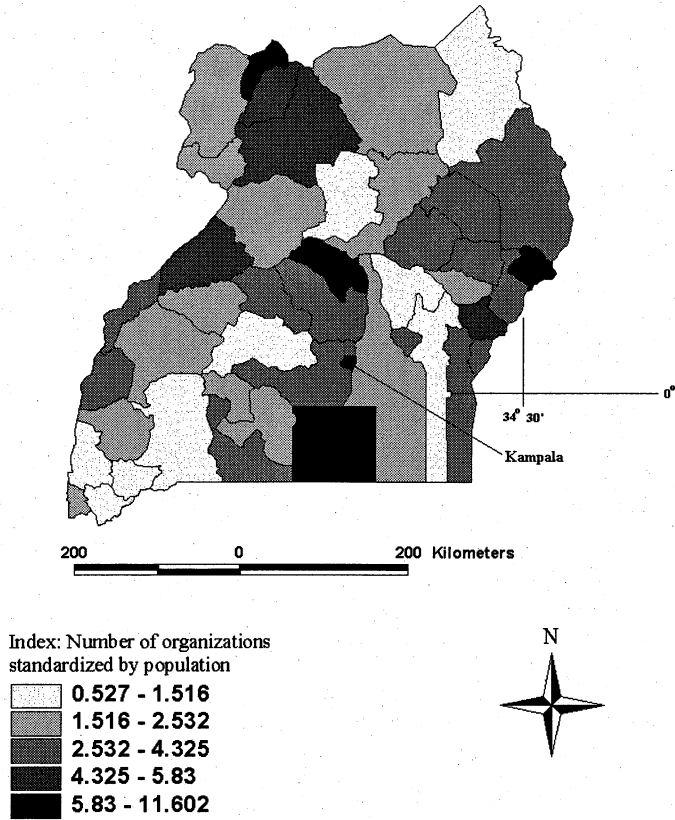 0°
34° 30'
Kampala
200 0 200 Kilometers
Index: Number of organizations
standardized by population
N
0.527 - 1.516
1.516 - 2.532
2.532 - 4.325
4.325 - 5.83
5.83 - 11.602